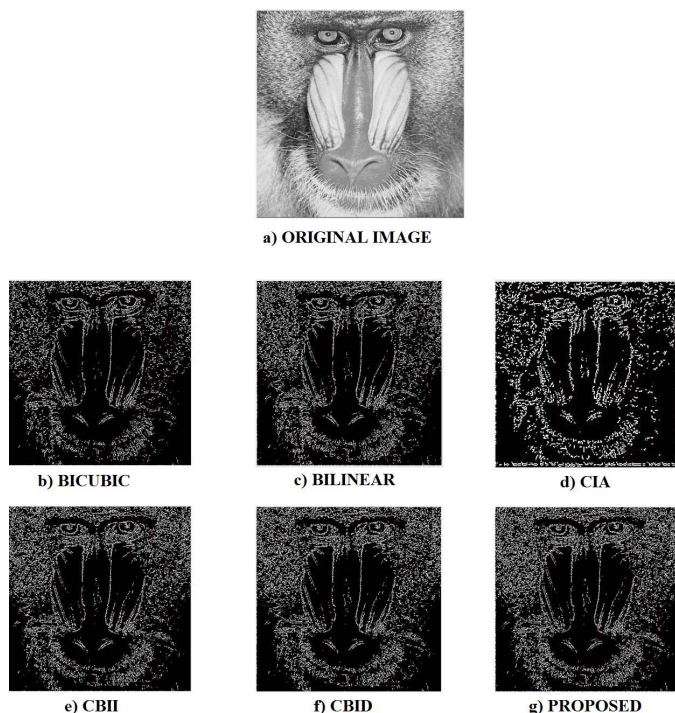 a) ORIGINAL IMAGE
b) BICUBIC
c) BILINEAR
d) CIA
e) CBII
f) CBID
g) PROPOSED